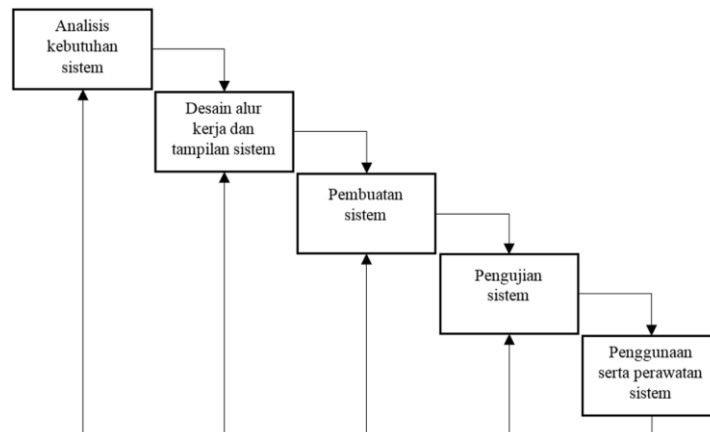 Analisis
kebutuhan
sistem
Desain alur
kerja dan
tampilan sistem
Pembuatan
sistem
Pengujian
sistem
Penggunaan
serta perawatan
sistem